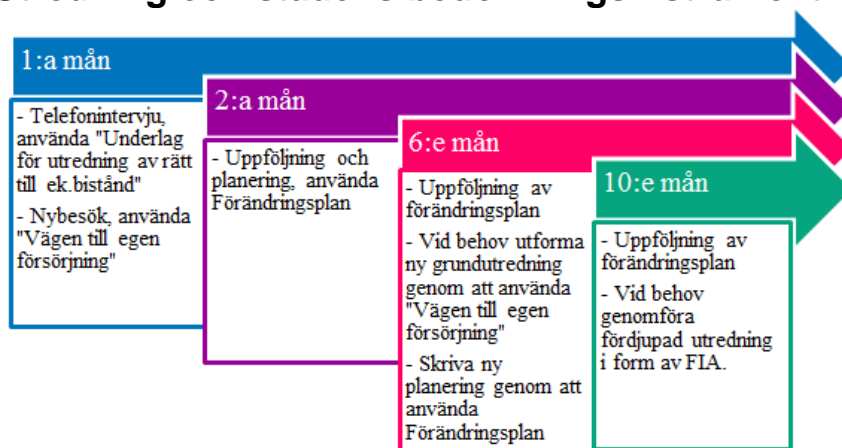 1:a mån
- Telefonintervju,
använda "Underlag
för utredning av rätt
till ek.bistånd"
- Nybesök, använda
"Vägen till egen
försörjning"
2:a mån
- Uppföljning och
planering, använda
Förändringsplan
6:e mån
- Uppföljning av
förändringsplan
- Vid behov utforma
ny grundutredning
genom att använda
"Vägen till egen
försörjning"
- Skriva ny
planering genom att
använda
Förändringsplan
10:e mån
- Uppföljning av
förändringsplan
- Vid behov
genomföra
fördjupad utredning
i form av FIA.